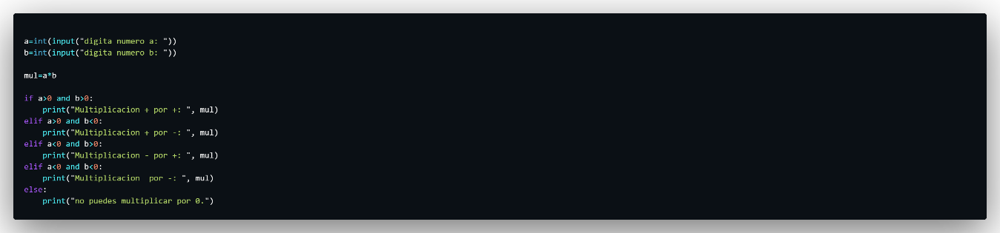 a=int(input("digita numero a: "))
b=int(input("digita numero b: "))
mul=a*b
if a>0 and b>0:
    print("Multiplicacion + por +: ", mul)
elif a>0 and b<0:
    print("Multiplicacion + por -: ", mul)
elif a<0 and b>0:
    print("Multiplicacion - por +: ", mul)
elif a<0 and b<0:
    print("Multiplicacion  por -: ", mul)
else:
    print("no puedes multiplicar por 0.")